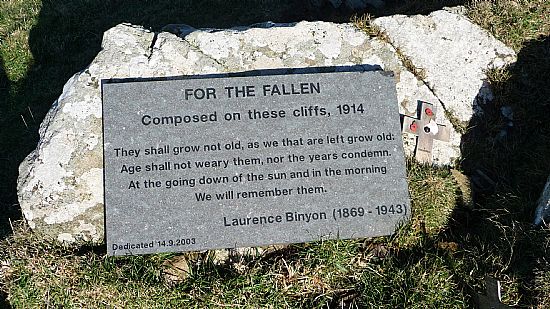 FOR THE FALLEN
Composed on these cliffs, 1914
They shall grow not old, as we that are left grow old:
Age shall not weary them, nor the years condemn.
At the going down of the sun and in the morning
We will remember them.
Laurence Binyon (1869 - 1943)
Dedicated 14.9.2003